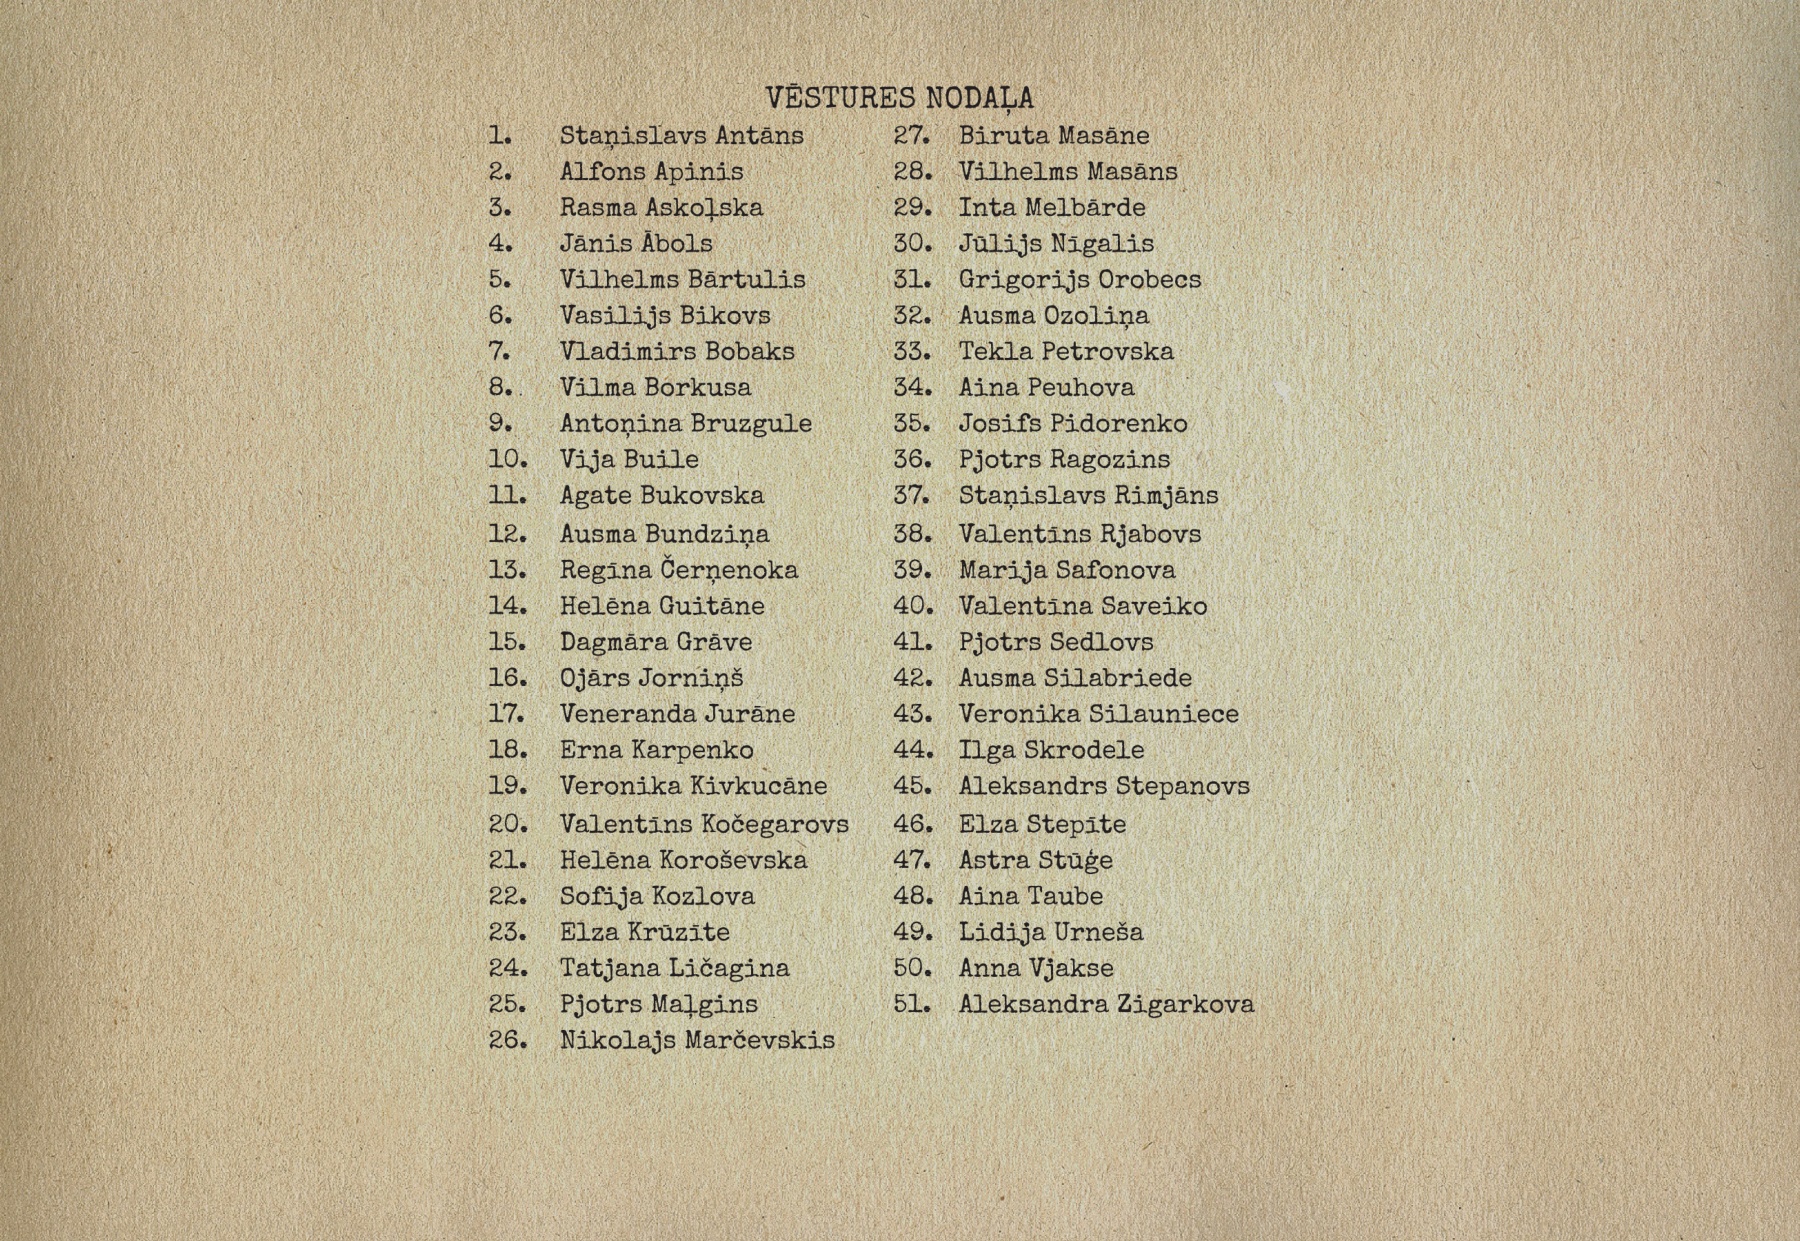 VĒSTURES NODAĻA
1. Staņislavs Antāns
2. Alfons Apinis
3. Rasma Askoļska
4. Jānis Ābols
5. Vilhelms Bārtulis
6. Vasilijs Bikovs
7. Vladimirs Bobaks
8. Vilma Borkusa
9. Antoņina Bruzgule
10. Vija Buile
11. Agate Bukovska
12. Ausma Bundziņa
13. Regīna Čerņenoka
14. Helēna Guitāne
15. Dagmāra Grāve
16. Ojārs Jorniņš
17. Veneranda Jurāne
18. Erna Karpenko
19. Veronika Kivkucāne
20. Valentīns Kočegarovs
21. Helēna Koroševska
22. Sofija Kozlova
23. Elza Krūzīte
24. Tatjana Ličagina
25. Pjotrs Maļgins
26. Nikolajs Marčevskis
27. Biruta Masāne
28. Vilhelms Masāns
29. Inta Melbārde
30. Jūlijs Nīgalis
31. Grigorijs Orobecs
32. Ausma Ozoliņa
33. Tekla Petrovska
34. Aina Peuhova
35. Josifs Pidorenko
36. Pjotrs Ragozins
37. Staņislavs Rimjāns
38. Valentīns Rjabovs
39. Marija Safonova
40. Valentīna Saveiko
41. Pjotrs Sedlovs
42. Ausma Silabriede
43. Veronika Silauniece
44. Ilga Skrodele
45. Aleksandrs Stepanovs
46. Elza Stepīte
47. Astra Stūģe
48. Aina Taube
49. Lidija Urneša
50. Anna Vjakse
51. Aleksandra Zigarkova